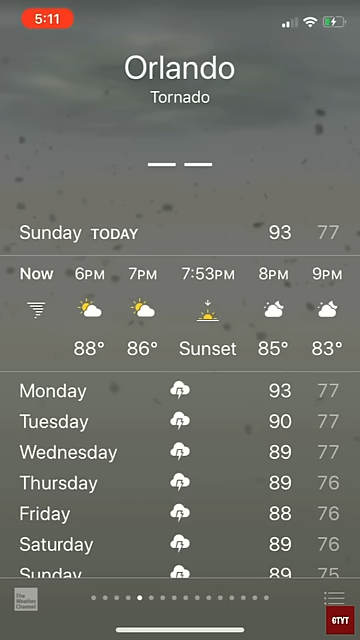 5:11
Orlando
Tornado
— —
Sunday TODAY 93 77
Now 6PM 7PM 7:53PM 8PM 9PM
88° 86° Sunset 85° 83°
Monday 93 77
Tuesday 90 77
Wednesday 89 77
Thursday 89 76
Friday 88 76
Saturday 89 76
Sunday 89 75
The
Weather
Channel
GTYT